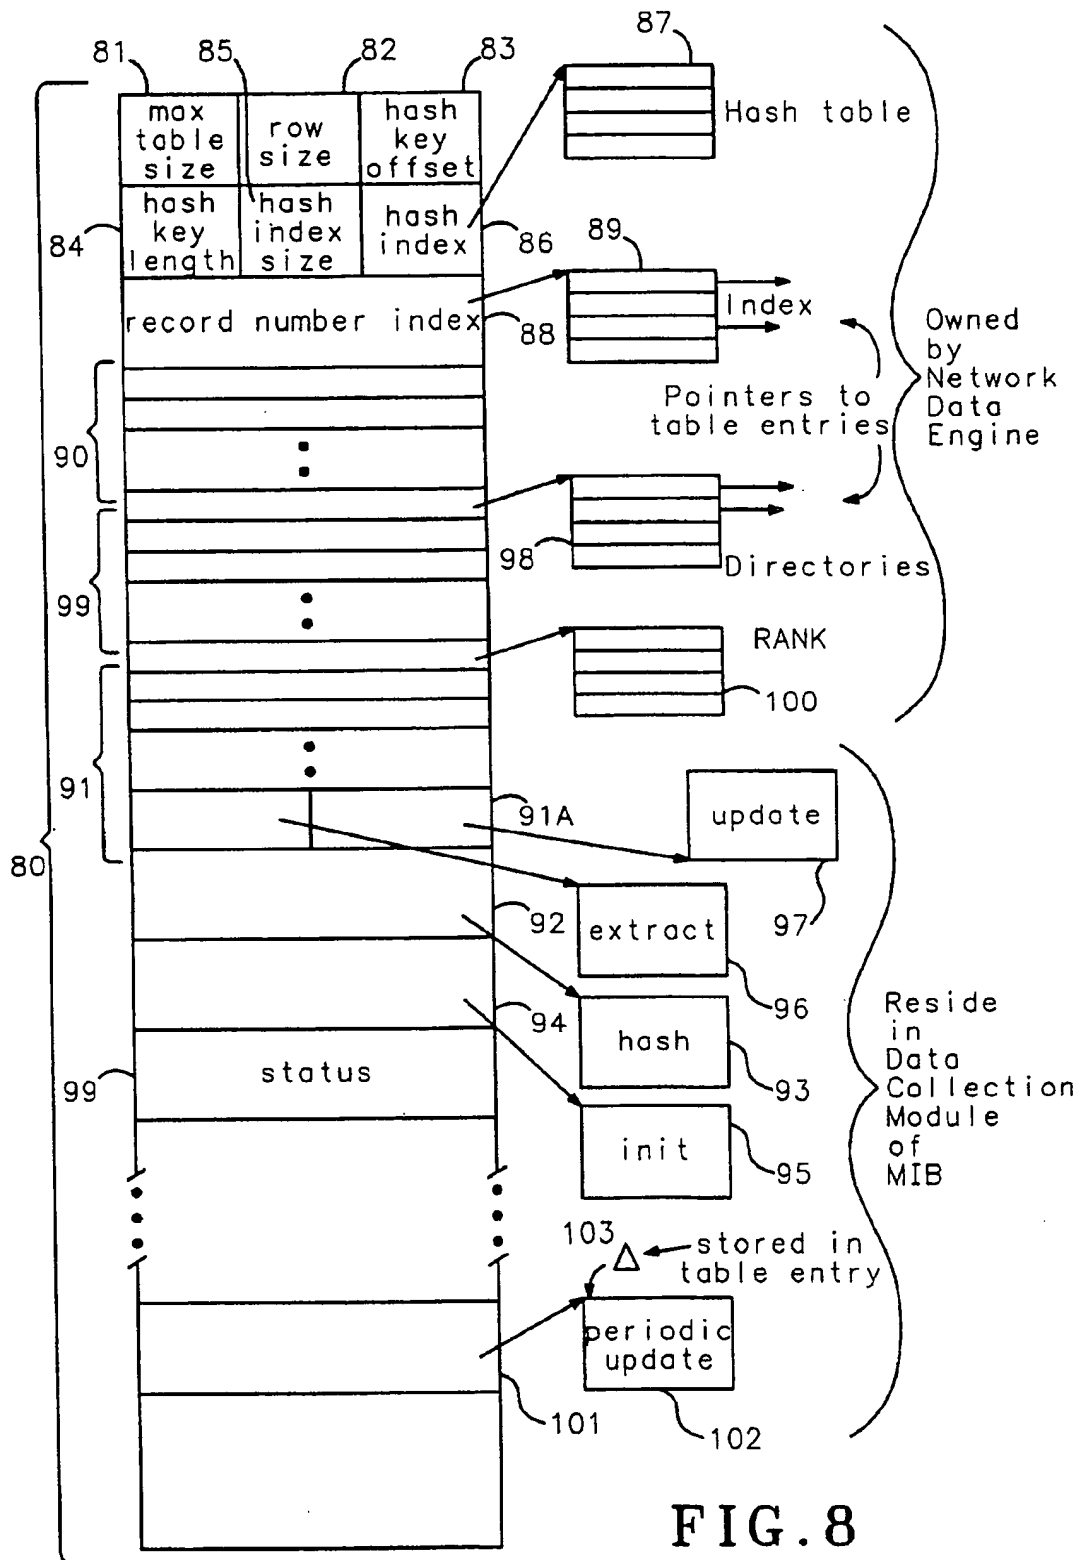 81
85
82
83
87
max
table
size
row
size
hash
key
offset
Hash table
84
hash
key
length
hash
index
size
hash
index
86
89
record number index
88
Index
Owned
by
Network
Data
Engine
Pointers to
table entries
90
98
Directories
99
RANK
100
91
91A
update
80
97
92
extract
96
94
hash
93
Reside
in
Data
Collection
Module
of
MIB
99
status
init
95
103
stored in
table entry
periodic
update
101
102
FIG.8